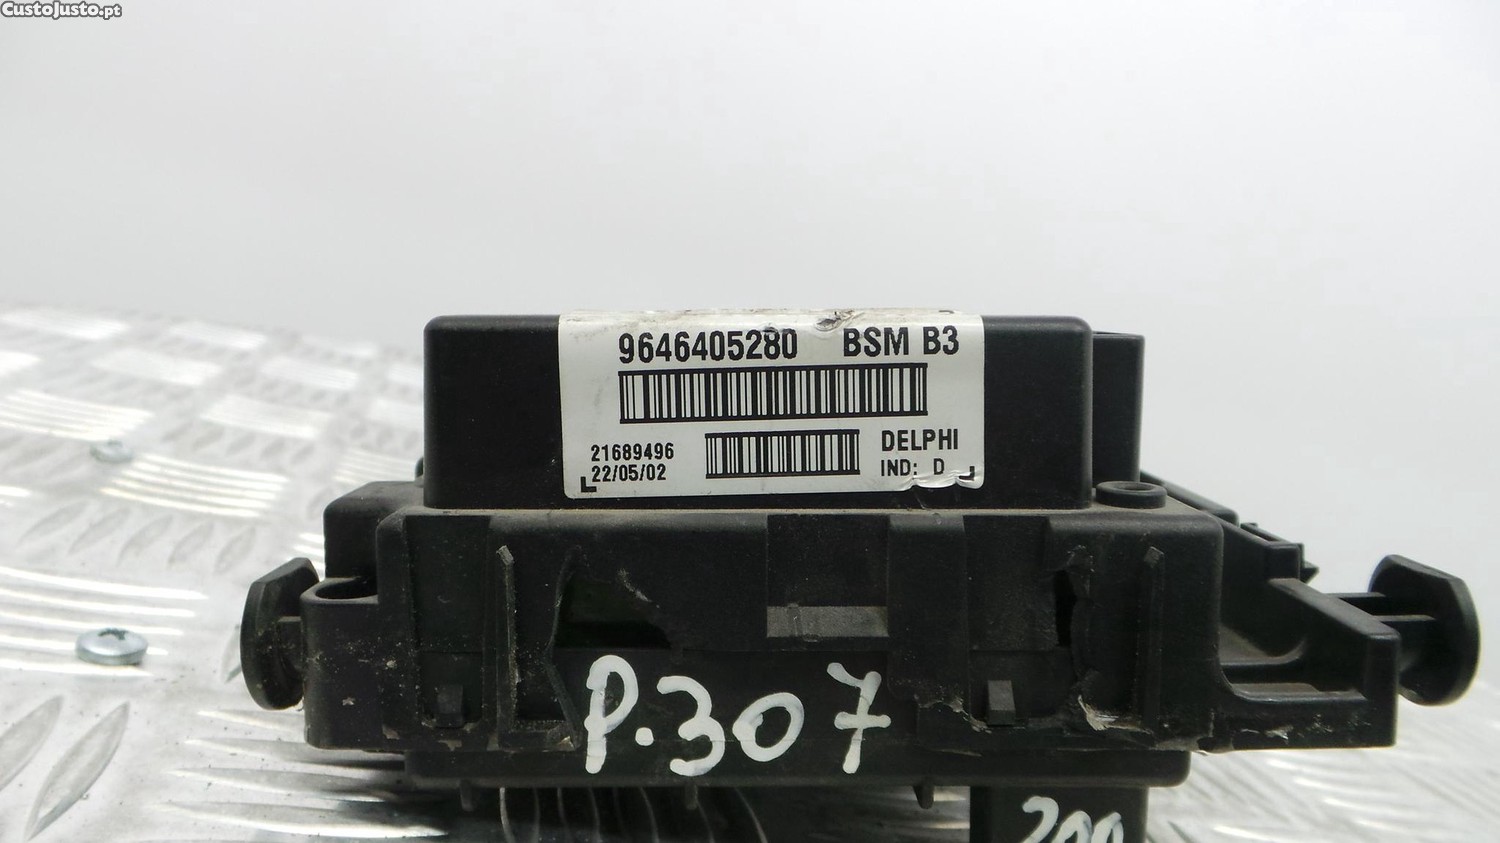 CustoJusto.pt
9646405280 BSM B3
21689496
22/05/02
DELPHI
IND: D
P.307